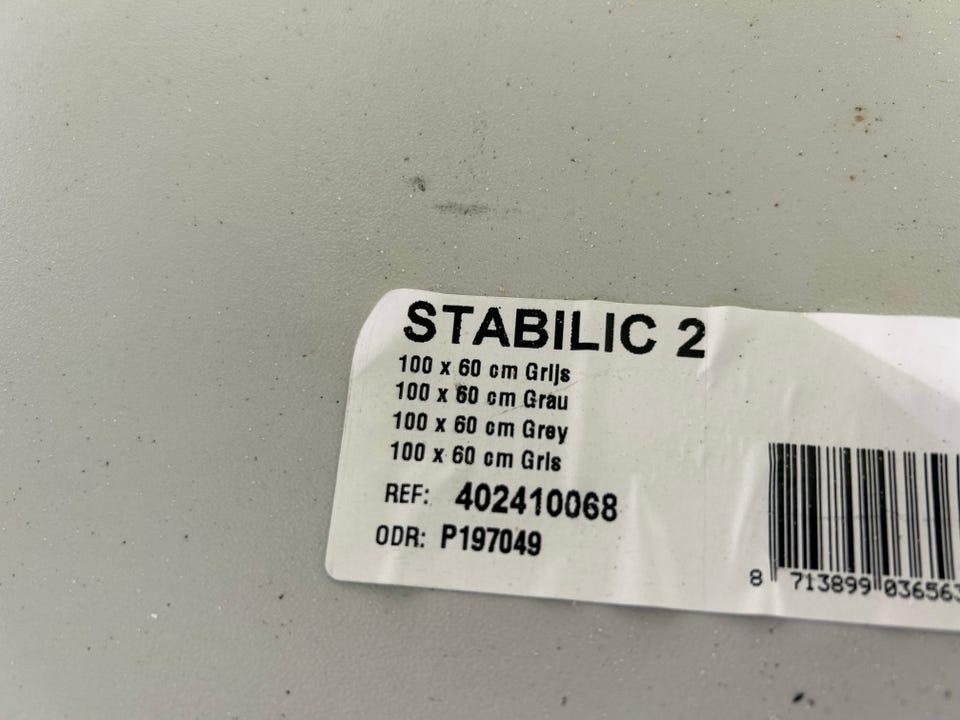 STABILIC 2
100 x 60 cm Grijs
100 x 60 cm Grau
100 x 60 cm Grey
100 x 60 cm Gris
REF: 402410068
ODR: P197049
8 713899 036563